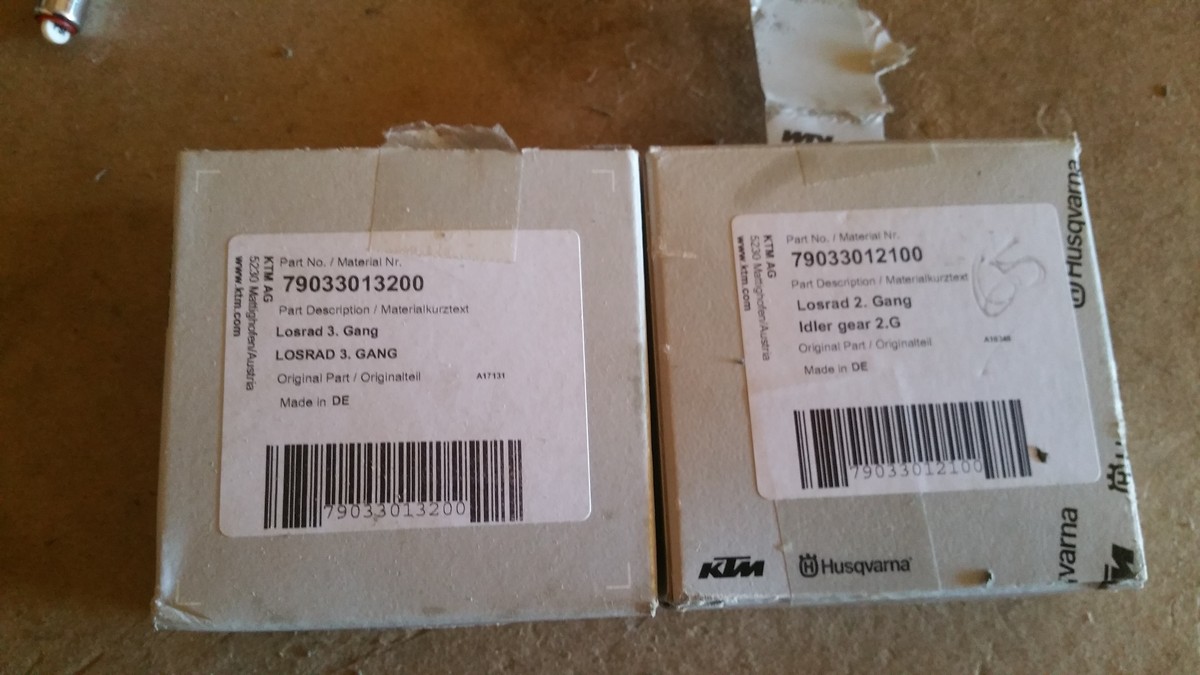 KTM AG
5230 Mattighofen/Austria
www.ktm.com
Part No. / Material Nr.
79033013200
Part Description / Materialkurztext
Losrad 3. Gang
LOSRAD 3. GANG
Original Part / Originalteil A17131
Made in DE
79033013200
KTM
KTM AG
5230 Mattighofen/Austria
www.ktm.com
Part No. / Material Nr.
79033012100
Part Description / Materialkurztext
Losrad 2. Gang
Idler gear 2.G
Original Part / Originalteil
Made in DE
79033012100
KTM Husqvarna
Husqvarna
varna